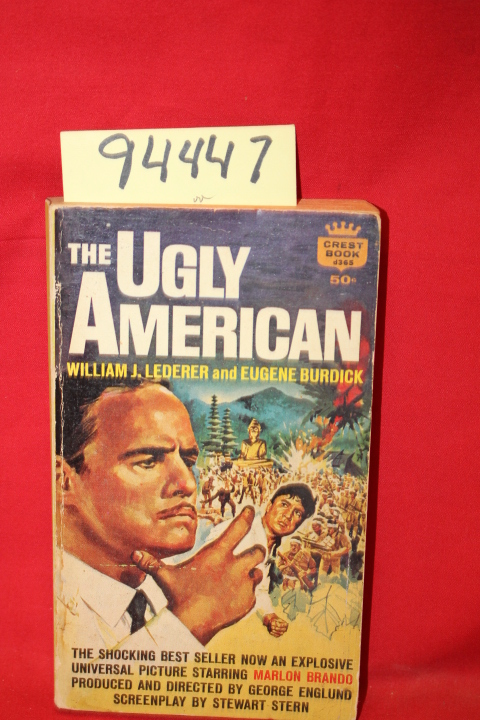 94447
THE UGLY
AMERICAN
CREST
BOOK
d365
50¢
WILLIAM J. LEDERER and EUGENE BURDICK
THE SHOCKING BEST SELLER NOW AN EXPLOSIVE
UNIVERSAL PICTURE STARRING MARLON BRANDO
PRODUCED AND DIRECTED BY GEORGE ENGLUND
SCREENPLAY BY STEWART STERN